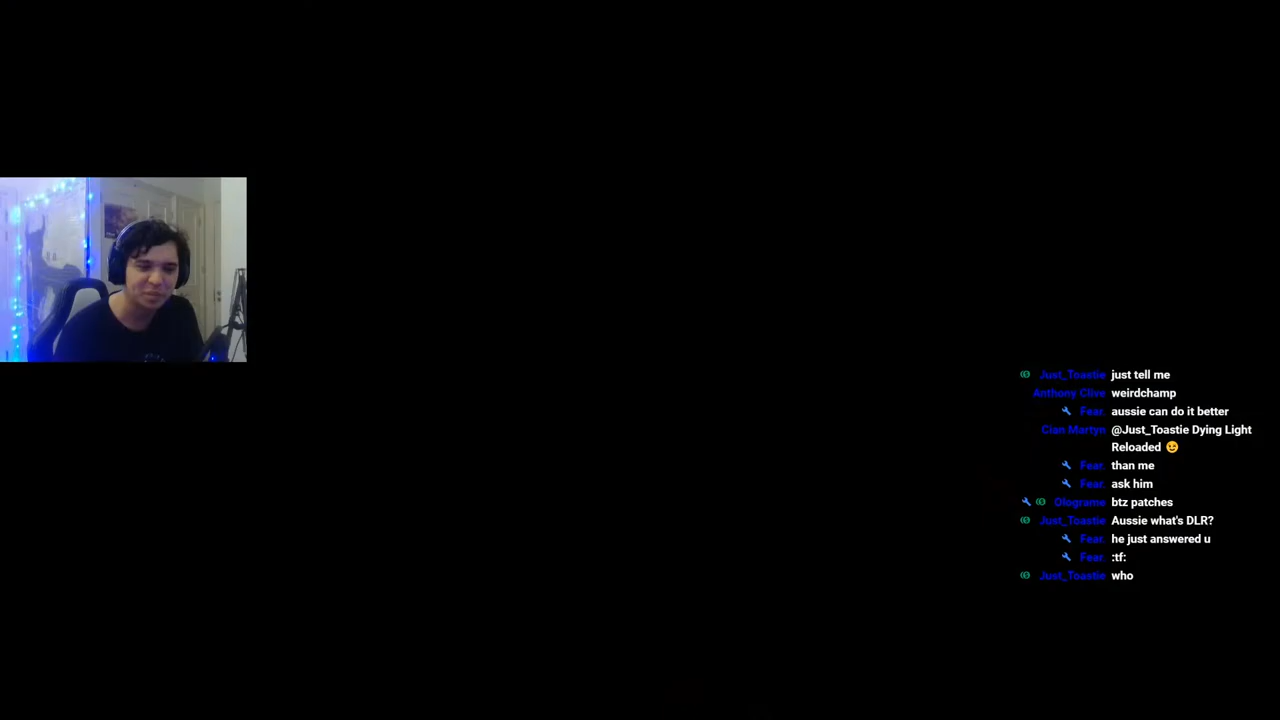 Just_Toastie just tell me
Anthony Clive weirdchamp
Fear. aussie can do it better
Cian Martyn @Just_Toastie Dying Light
Reloaded 😉
Fear. than me
Fear. ask him
Olograme btz patches
Just_Toastie Aussie what's DLR?
Fear. he just answered u
Fear. :tf:
Just_Toastie who